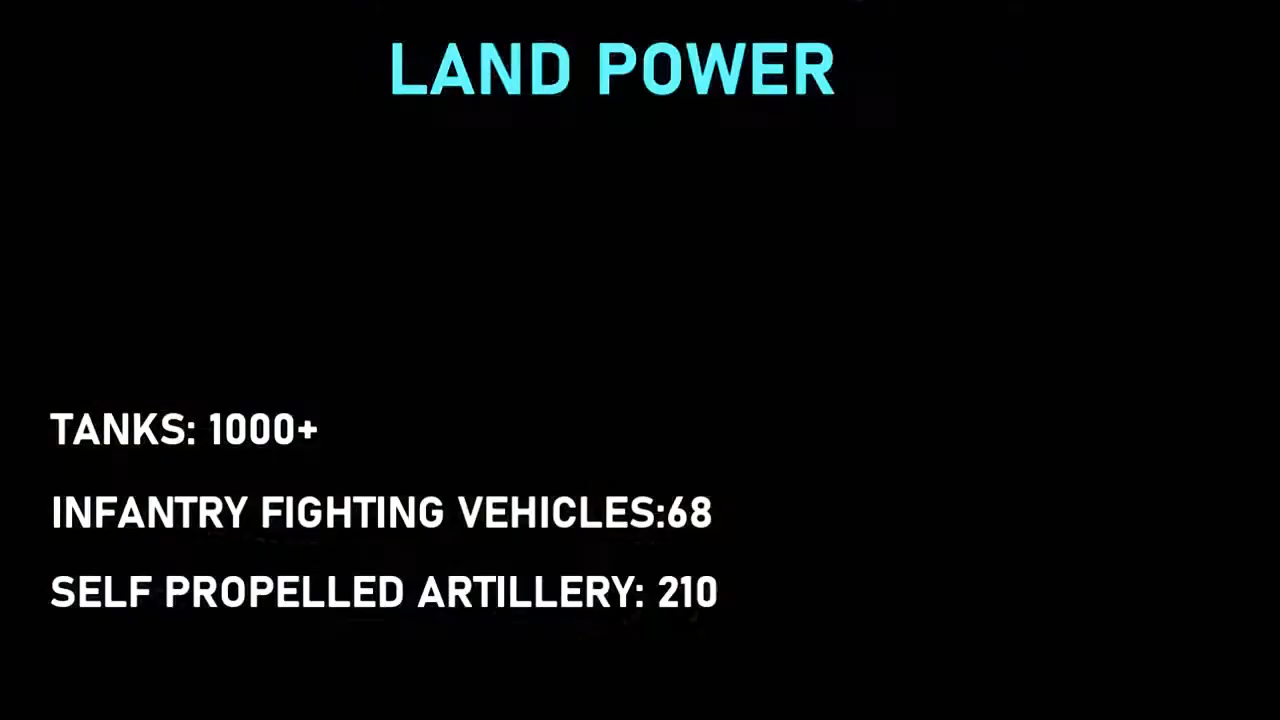 LAND POWER
TANKS: 1000+
INFANTRY FIGHTING VEHICLES:68
SELF PROPELLED ARTILLERY: 210